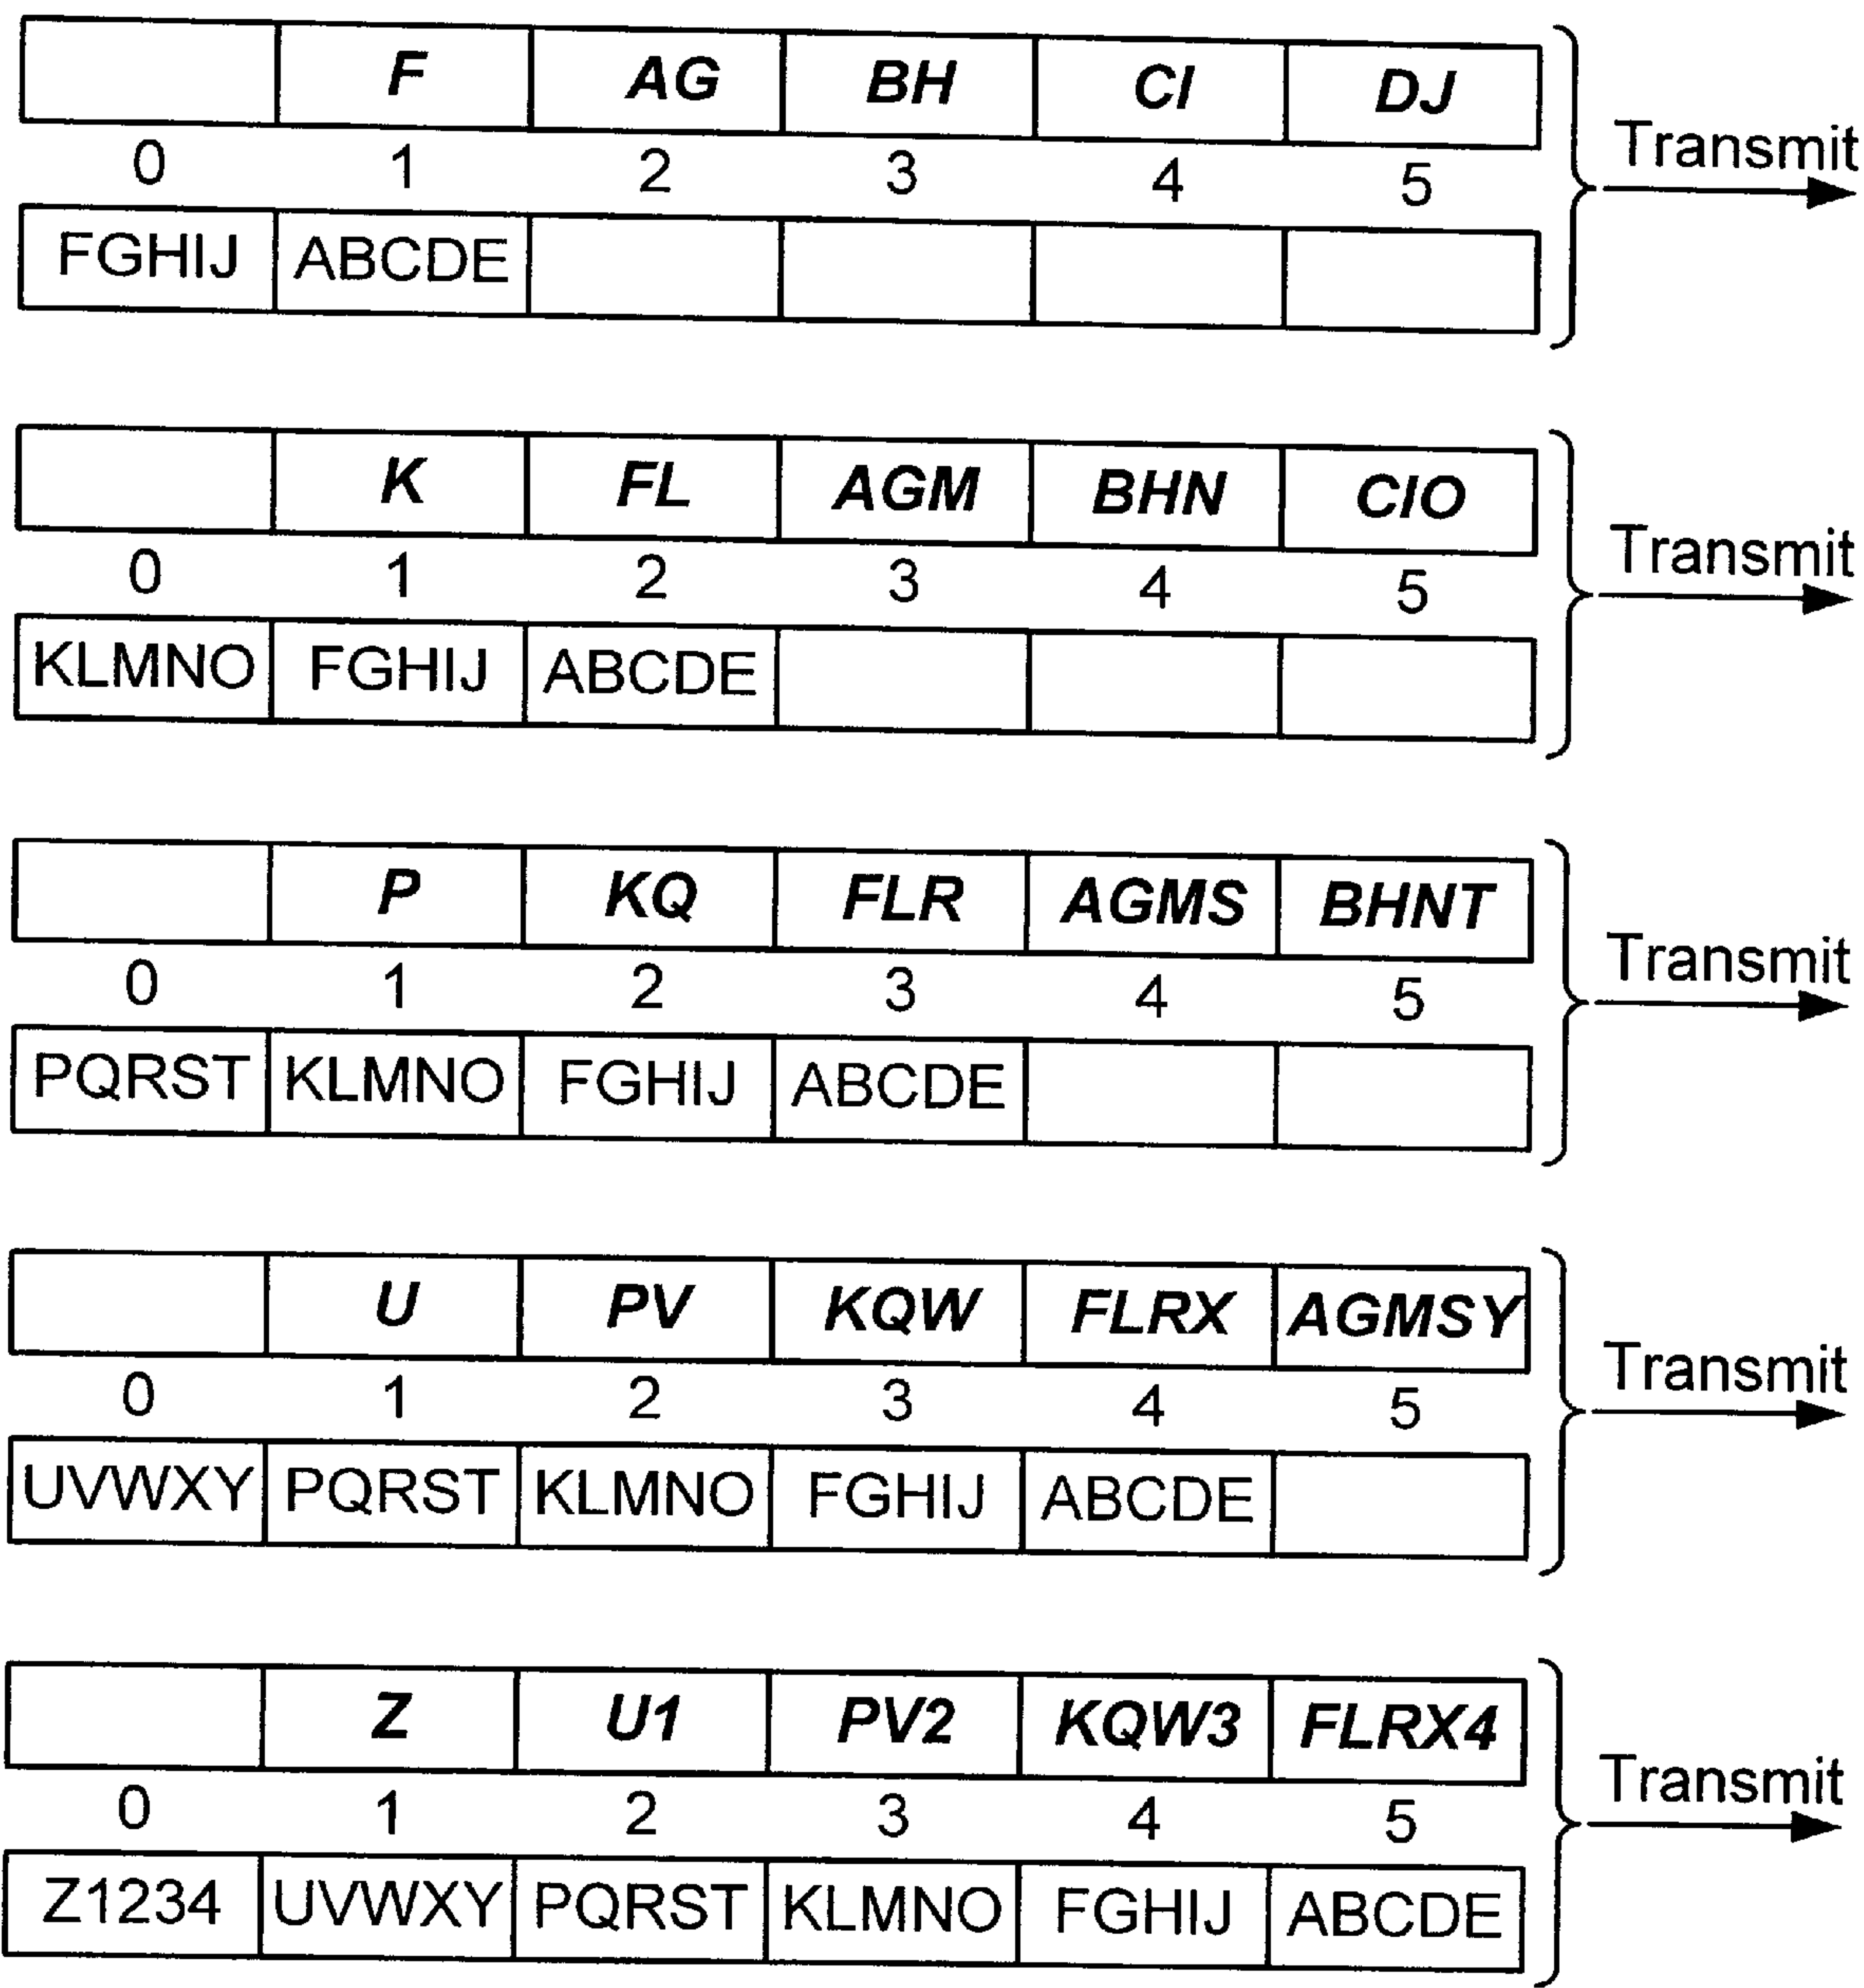 F AG BH CI DJ
Transmit
0 1 2 3 4 5
FGHIJ ABCDE
K FL AGM BHN CIO
Transmit
0 1 2 3 4 5
KLMNO FGHIJ ABCDE
P KQ FLR AGMS BHNT
Transmit
0 1 2 3 4 5
PQRST KLMNO FGHIJ ABCDE
U PV KQW FLRX AGMSY
Transmit
0 1 2 3 4 5
UVWXY PQRST KLMNO FGHIJ ABCDE
Z U1 PV2 KQW3 FLRX4
Transmit
0 1 2 3 4 5
Z1234 UVWXY PQRST KLMNO FGHIJ ABCDE